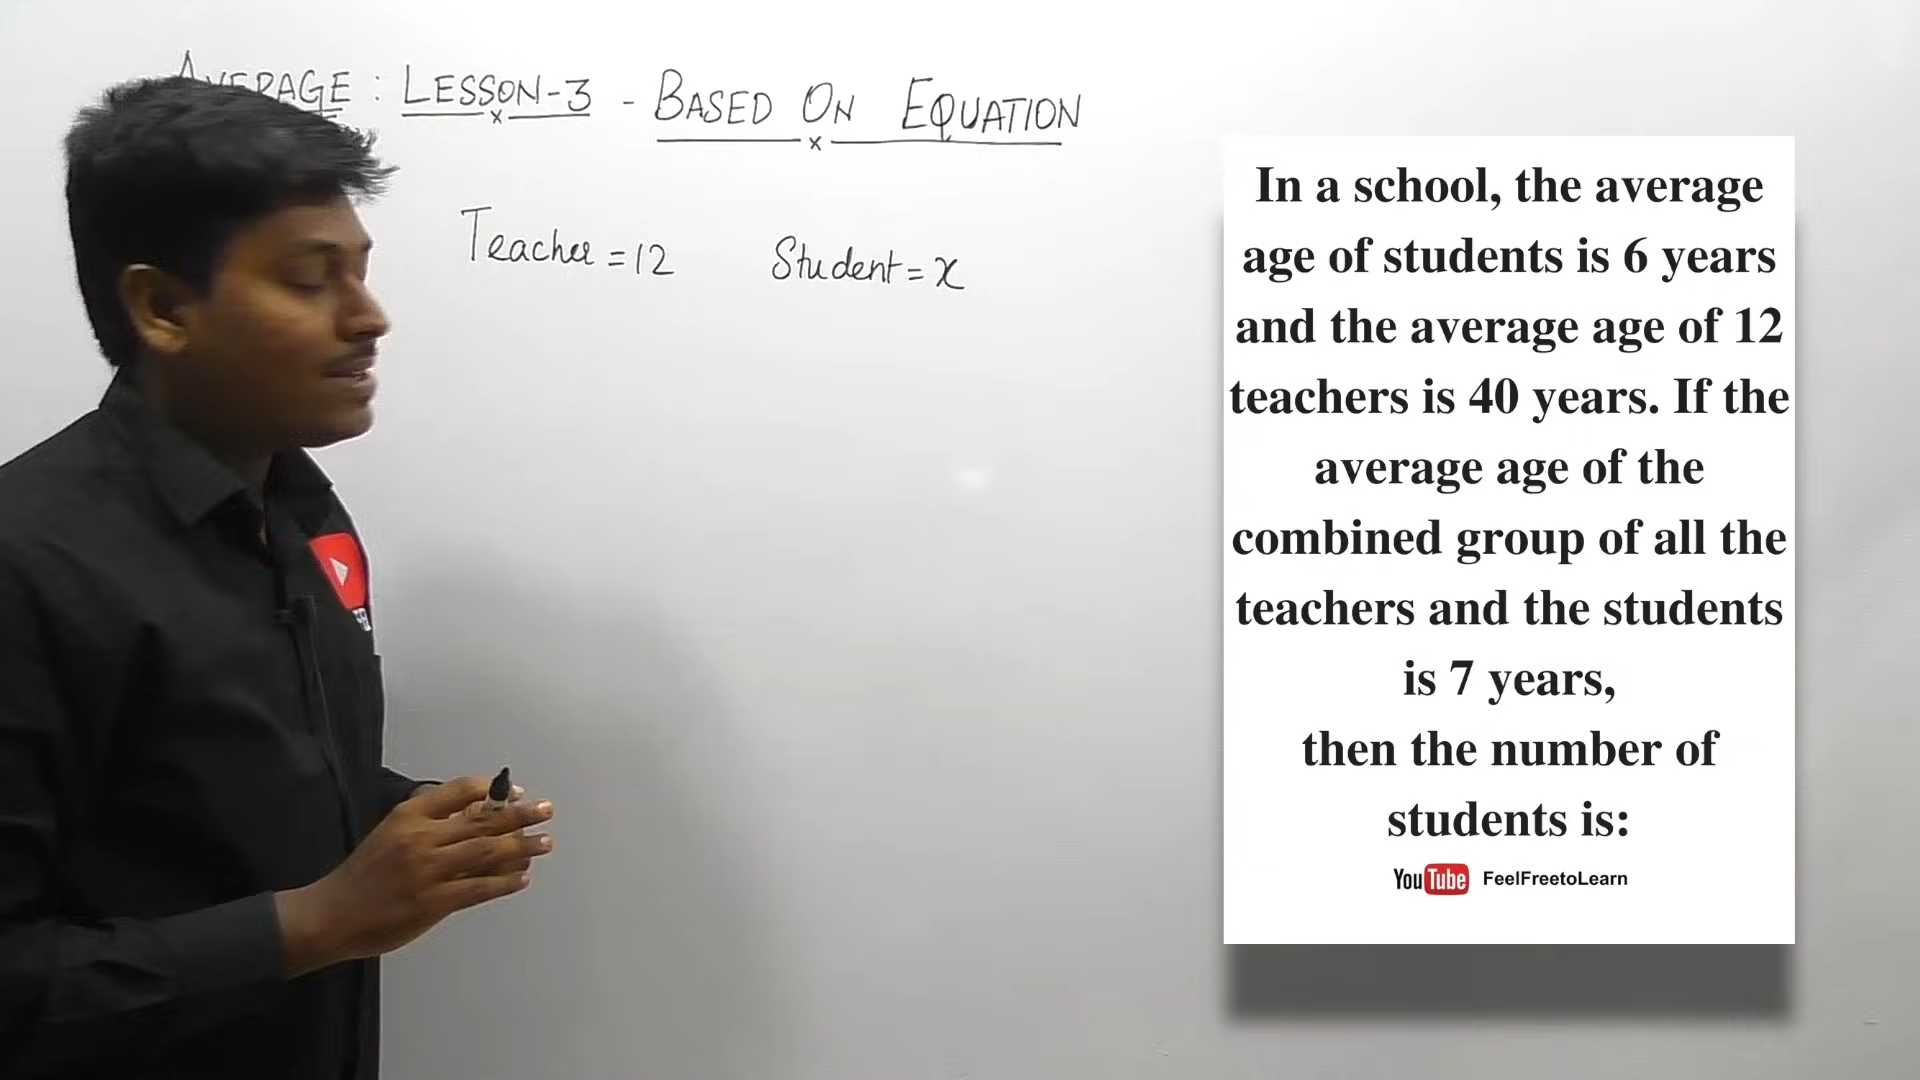 AVERAGE : LESSON-3 - BASED ON EQUATION
Teacher = 12 Student = x
In a school, the average
age of students is 6 years
and the average age of 12
teachers is 40 years. If the
average age of the
combined group of all the
teachers and the students
is 7 years,
then the number of
students is:
YouTube FeelFreetoLearn